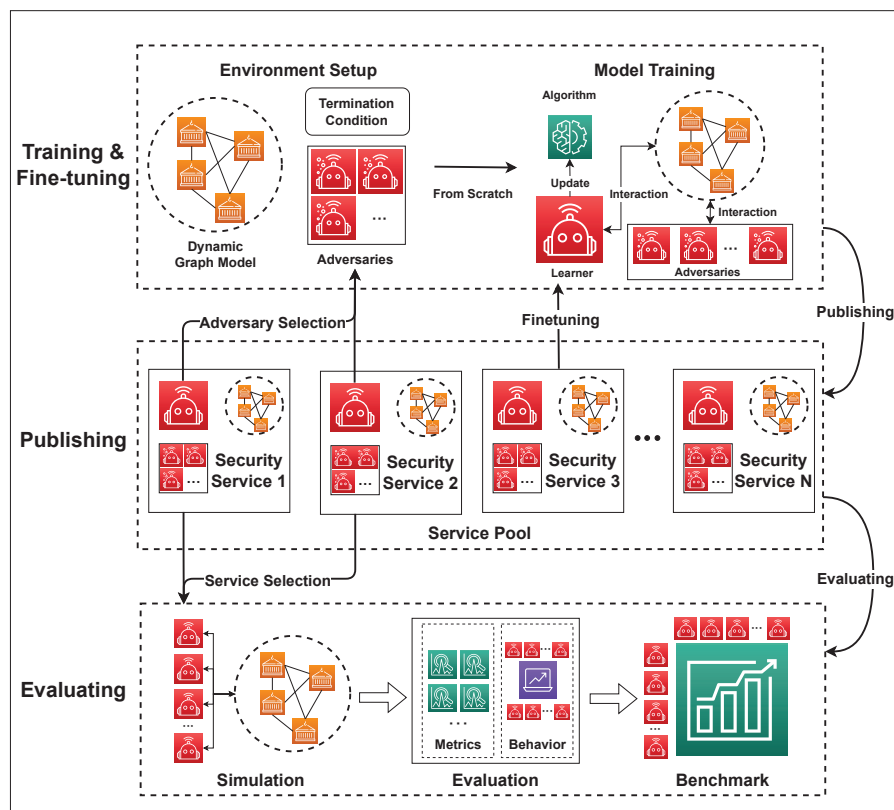 Environment Setup
Model Training
Termination
Condition
Algorithm
Training &
Fine-tuning
From Scratch
Update
Interaction
Interaction
...
Dynamic
Graph Model
Adversaries
Learner
...
Adversaries
Adversary Selection
Finetuning
Publishing
Publishing
Security
Service 1
...
Security
Service 2
...
Security
Service 3
...
...
Security
Service N
...
Service Pool
Service Selection
Evaluating
Evaluating
...
...
Metrics
...
...
Behavior
...
...
Simulation
Evaluation
Benchmark